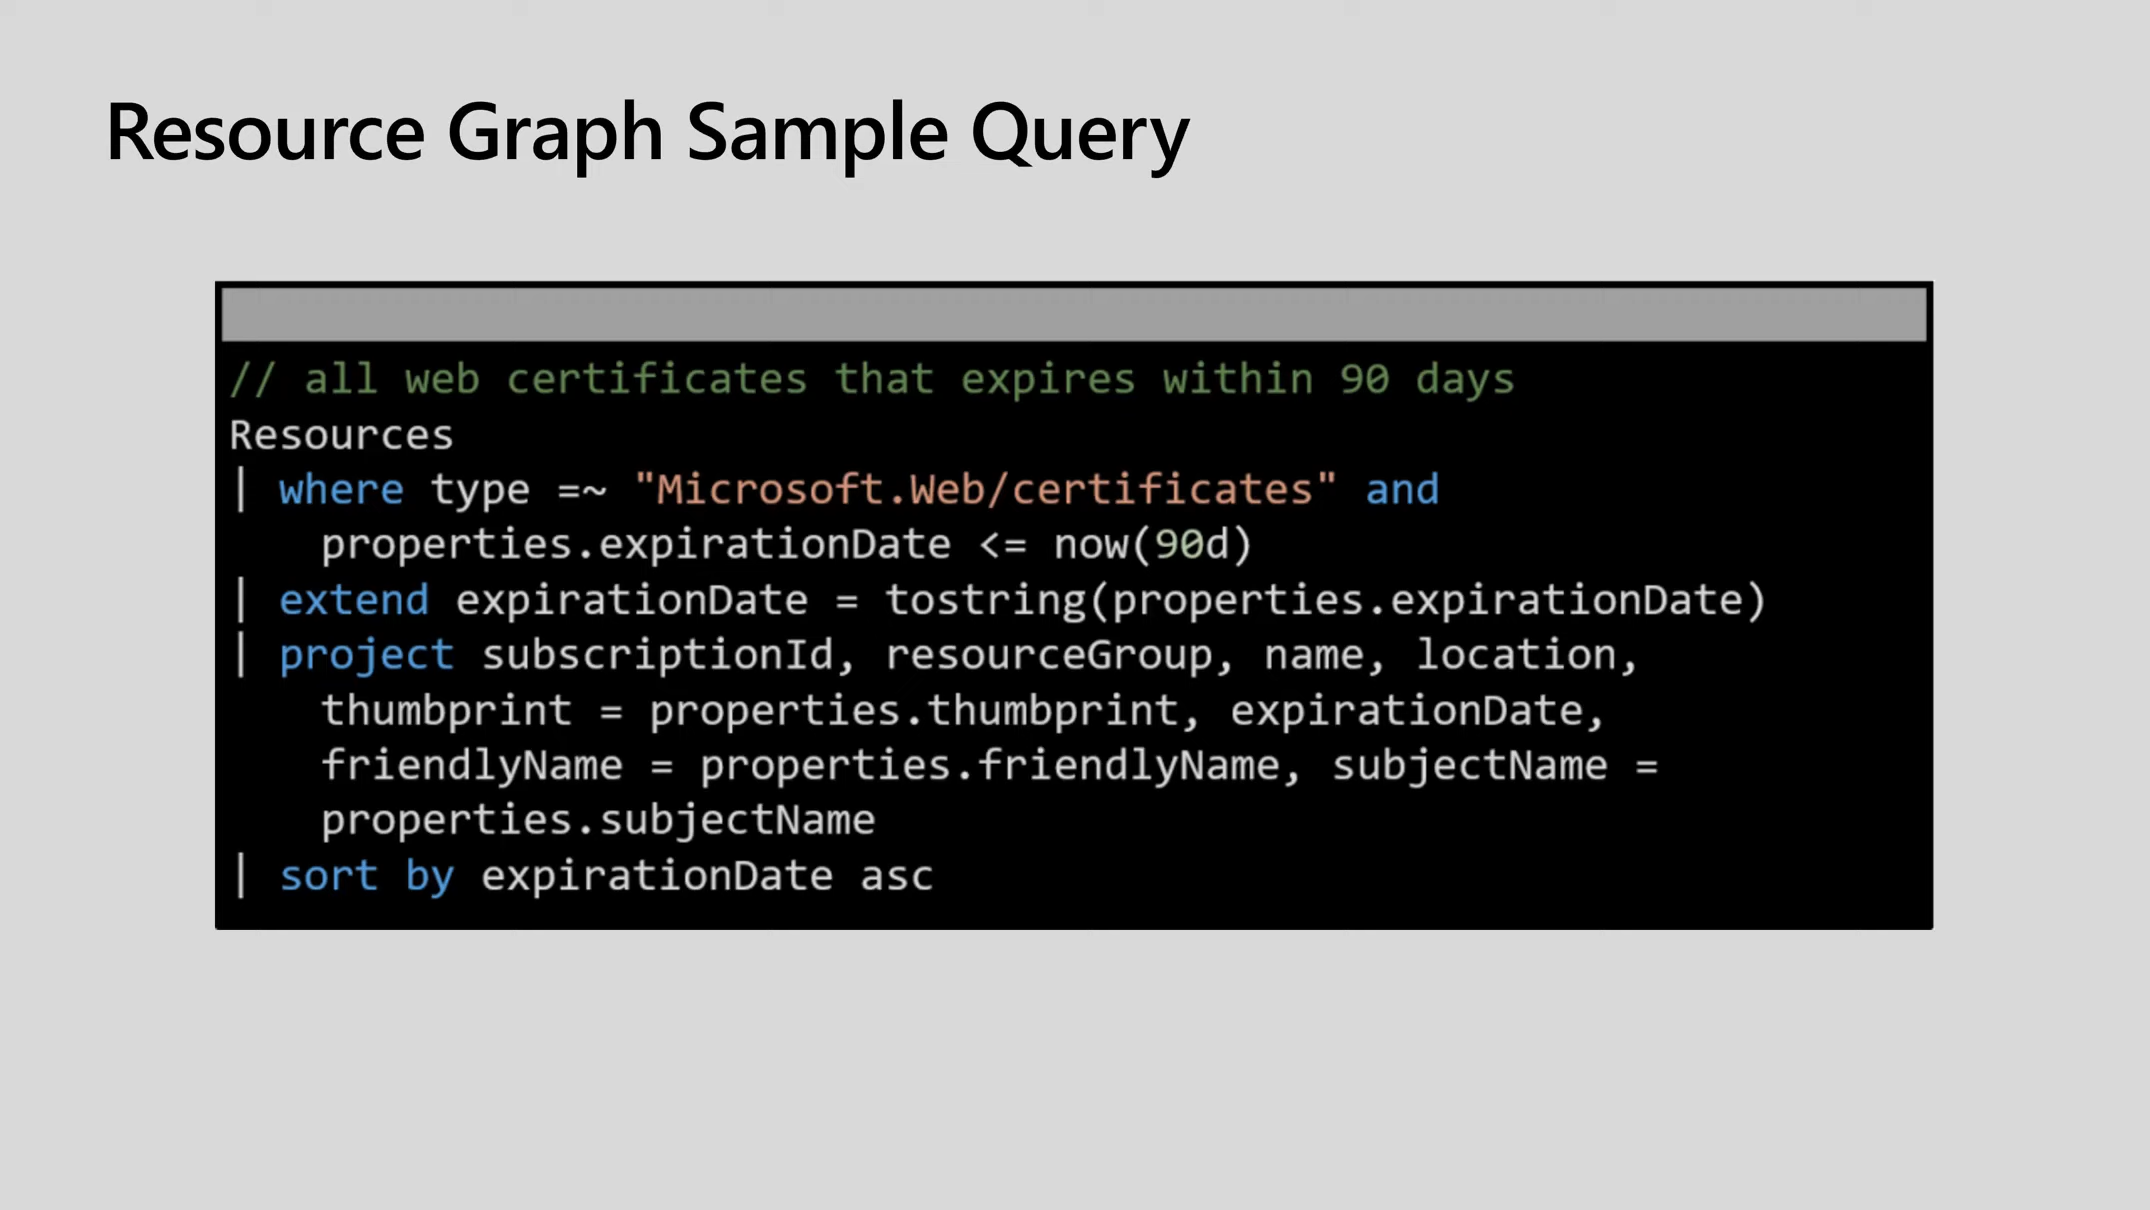 Resource Graph Sample Query
// all web certificates that expires within 90 days
Resources
| where type =~ "Microsoft.Web/certificates" and
properties.expirationDate <= now(90d)
| extend expirationDate = tostring(properties.expirationDate)
| project subscriptionId, resourceGroup, name, location,
thumbprint = properties.thumbprint, expirationDate,
friendlyName = properties.friendlyName, subjectName =
properties.subjectName
| sort by expirationDate asc